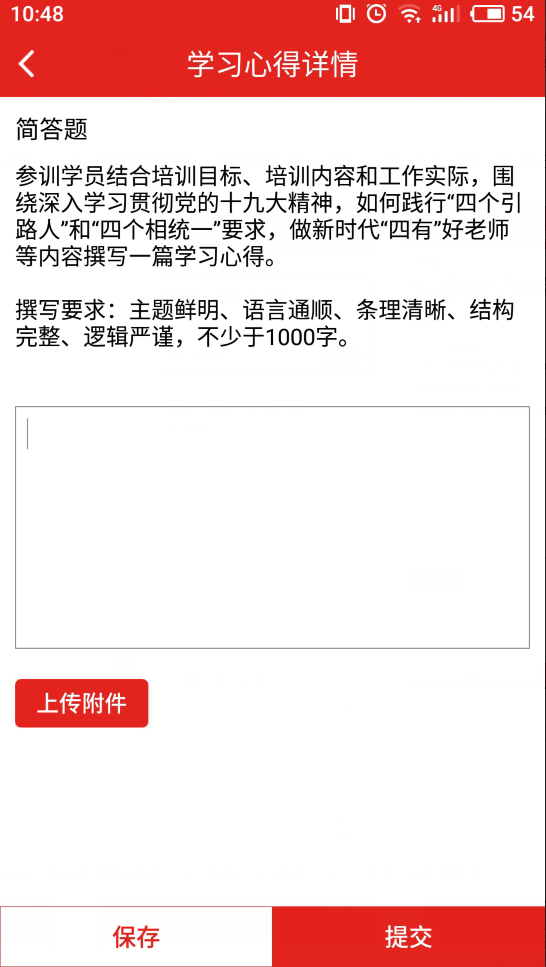 10:48
4G
54
学习心得详情
简答题
参训学员结合培训目标、培训内容和工作实际，围
绕深入学习贯彻党的十九大精神，如何践行“四个引
路人”和“四个相统一”要求，做新时代“四有”好老师
等内容撰写一篇学习心得。
撰写要求：主题鲜明、语言通顺、条理清晰、结构
完整、逻辑严谨，不少于1000字。
上传附件
保存
提交